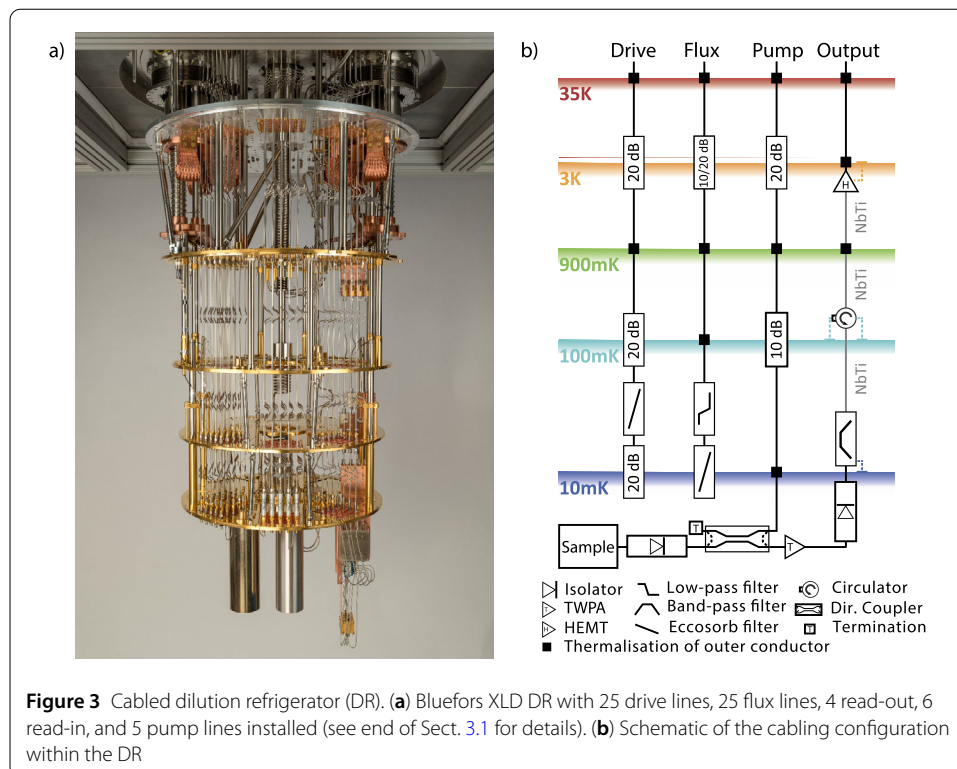 a)
b)
Drive Flux Pump Output
35K
20 dB 10/20 dB 20 dB
3K
H
NbTi
900mK
NbTi
20 dB 10 dB
100mK
NbTi
20 dB
10mK
T
Sample T
Isolator Low-pass filter Circulator
T TWPA Band-pass filter Dir. Coupler
H HEMT Eccosorb filter T Termination
Thermalisation of outer conductor
Figure 3 Cabled dilution refrigerator (DR). (a) Bluefors XLD DR with 25 drive lines, 25 flux lines, 4 read-out, 6
read-in, and 5 pump lines installed (see end of Sect. 3.1 for details). (b) Schematic of the cabling configuration
within the DR